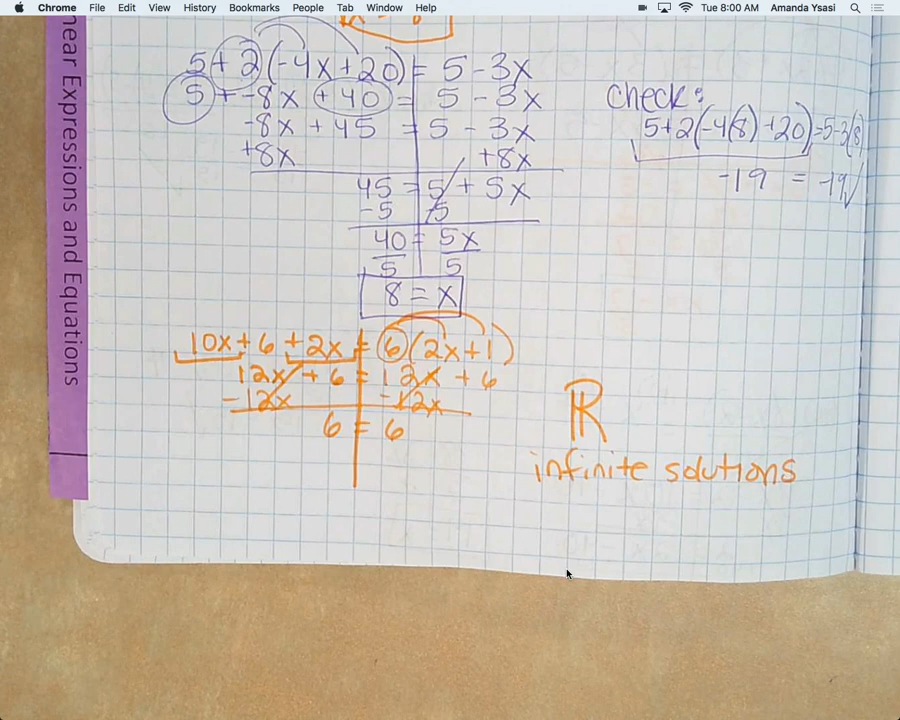 Chrome File Edit View History Bookmarks People Tab Window Help Tue 8:00 AM Amanda Ysasi
near Expressions and Equations
5 + 2(-4x + 20) = 5 - 3x
5 + -8x + 40 = 5 - 3x
-8x + 45 = 5 - 3x
+8x +8x
45 = 5 + 5x
-5 -5
40 = 5x
5 5
8 = x
Check:
5+2(-4(8)+20)=5-3(8)
-19 = -19√
10x + 6 + 2x = 6(2x+1)
12x + 6 = 12x + 6
-12x -12x
6 = 6
ℝ
infinite solutions